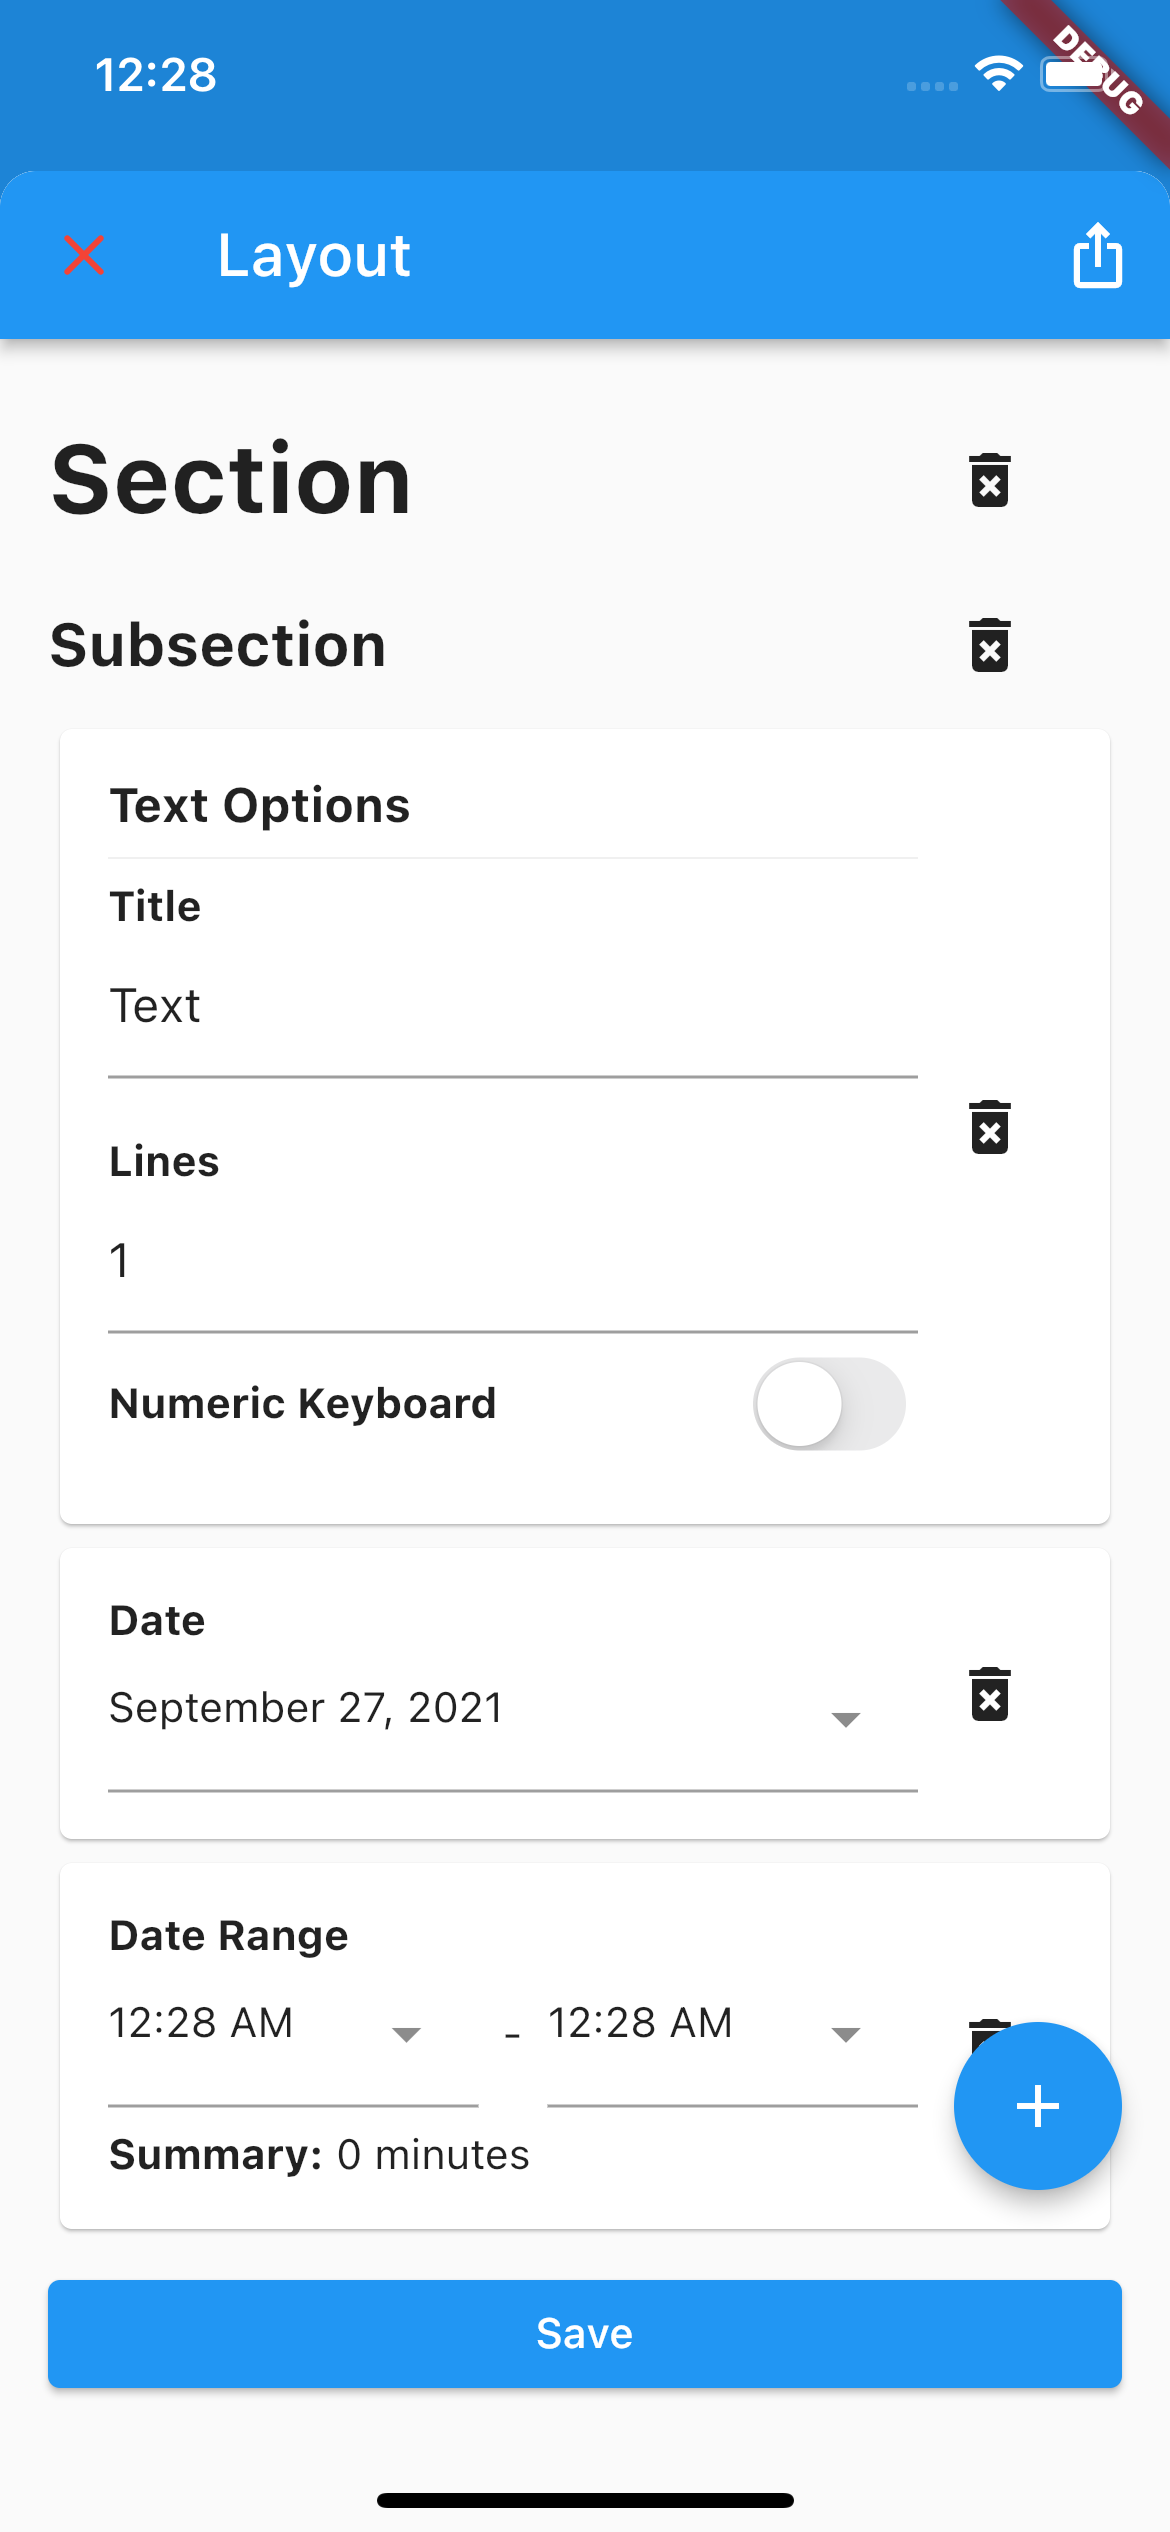 12:28
DEBUG
Layout
Section
Subsection
Text Options
Title
Text
Lines
1
Numeric Keyboard
Date
September 27, 2021
Date Range
12:28 AM - 12:28 AM
Summary: 0 minutes
Save